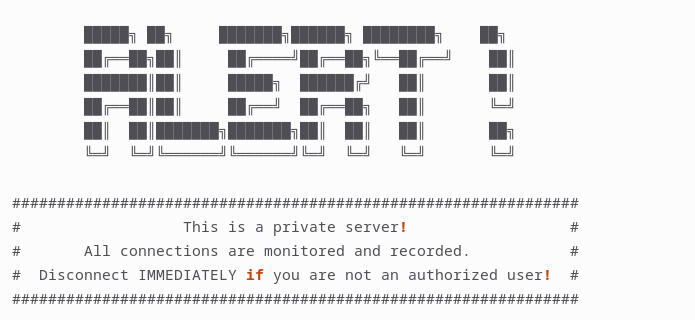 ALERT!
###############################################################
# This is a private server! #
# All connections are monitored and recorded. #
# Disconnect IMMEDIATELY if you are not an authorized user! #
###############################################################